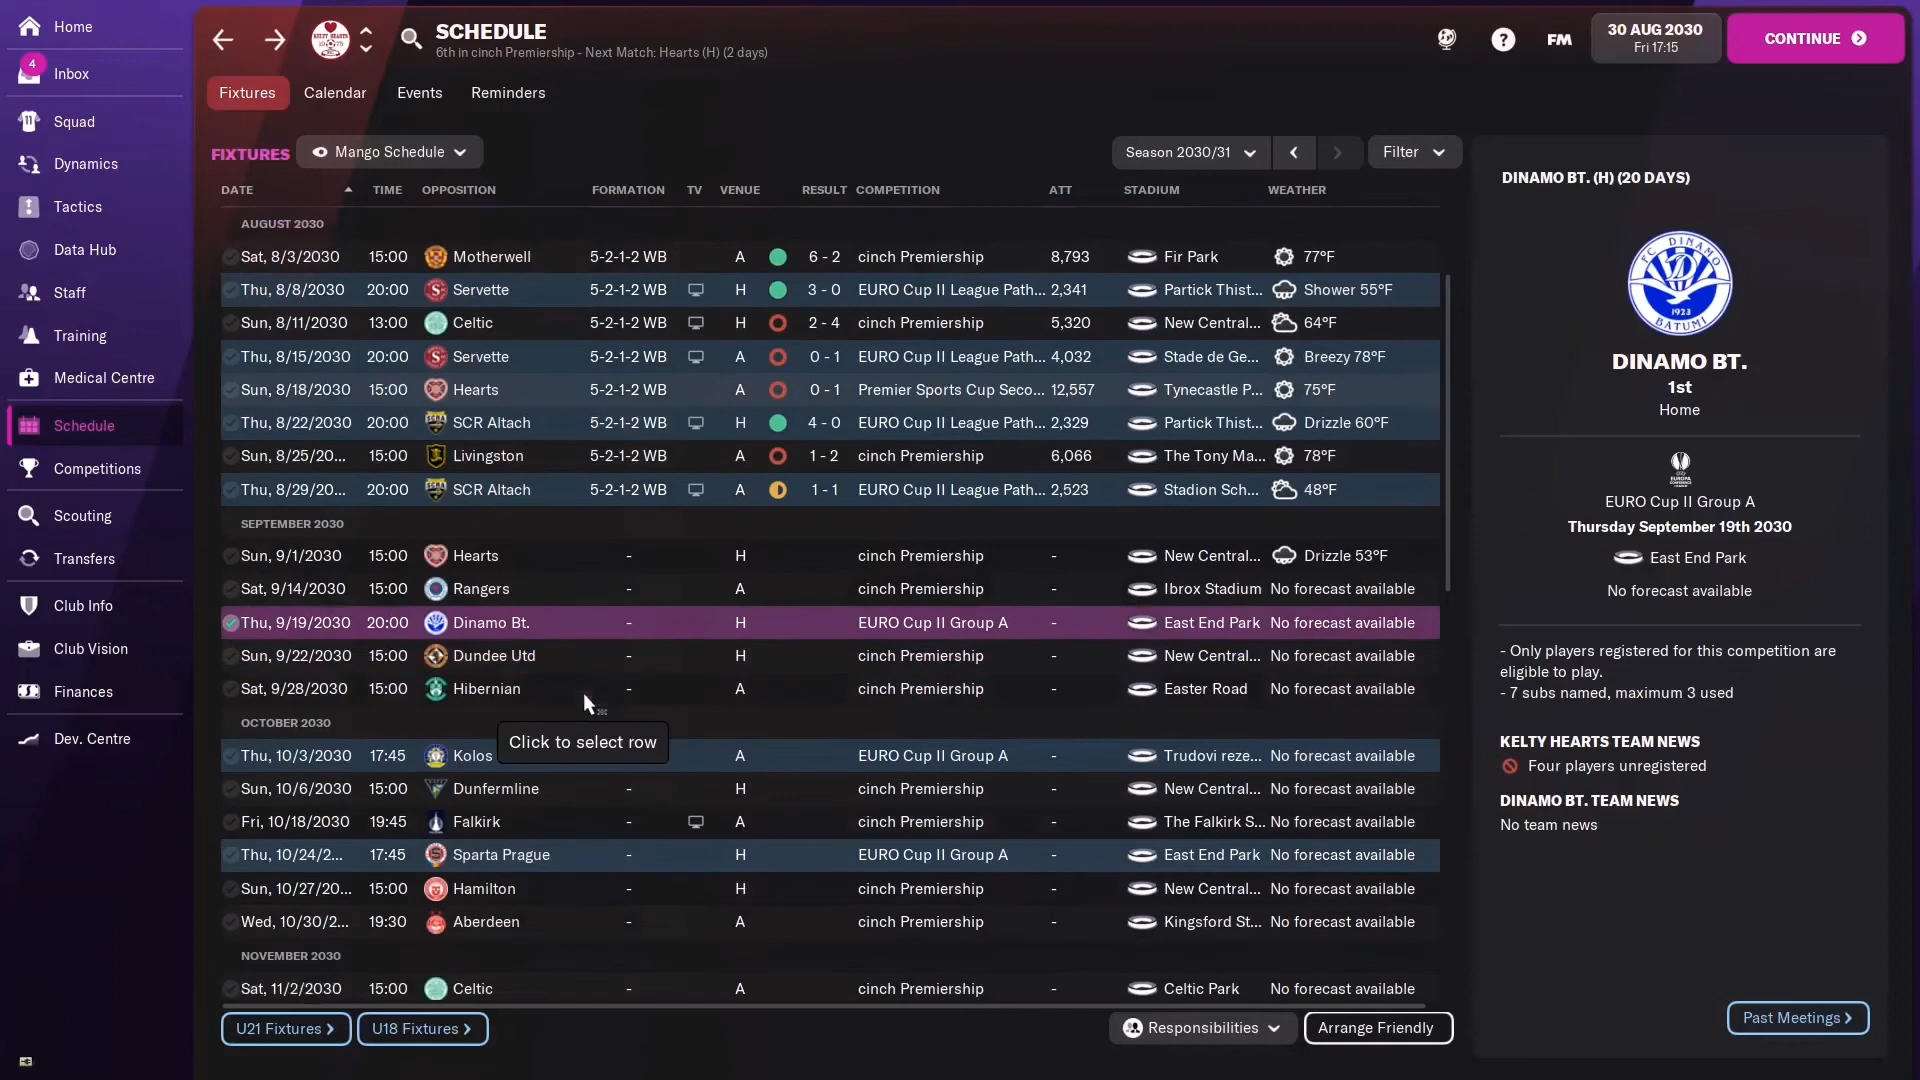 Home
4
Inbox
Squad
Dynamics
Tactics
Data Hub
Staff
Training
Medical Centre
Schedule
Competitions
Scouting
Transfers
Club Info
Club Vision
Finances
Dev. Centre
SCHEDULE
6th in cinch Premiership - Next Match: Hearts (H) (2 days)
FM
30 AUG 2030
Fri 17:15
CONTINUE
Fixtures Calendar Events Reminders
FIXTURES Mango Schedule Season 2030/31 Filter
DATE TIME OPPOSITION FORMATION TV VENUE RESULT COMPETITION ATT STADIUM WEATHER
AUGUST 2030
Sat, 8/3/2030 15:00 Motherwell 5-2-1-2 WB A 6 - 2 cinch Premiership 8,793 Fir Park 77°F
Thu, 8/8/2030 20:00 Servette 5-2-1-2 WB H 3 - 0 EURO Cup II League Path... 2,341 Partick Thist... Shower 55°F
Sun, 8/11/2030 13:00 Celtic 5-2-1-2 WB H 2 - 4 cinch Premiership 5,320 New Central... 64°F
Thu, 8/15/2030 20:00 Servette 5-2-1-2 WB A 0 - 1 EURO Cup II League Path... 4,032 Stade de Ge... Breezy 78°F
Sun, 8/18/2030 15:00 Hearts 5-2-1-2 WB A 0 - 1 Premier Sports Cup Seco... 12,557 Tynecastle P... 75°F
Thu, 8/22/2030 20:00 SCR Altach 5-2-1-2 WB H 4 - 0 EURO Cup II League Path... 2,329 Partick Thist... Drizzle 60°F
Sun, 8/25/20... 15:00 Livingston 5-2-1-2 WB A 1 - 2 cinch Premiership 6,066 The Tony Ma... 78°F
Thu, 8/29/20... 20:00 SCR Altach 5-2-1-2 WB A 1 - 1 EURO Cup II League Path... 2,523 Stadion Sch... 48°F
SEPTEMBER 2030
Sun, 9/1/2030 15:00 Hearts - H cinch Premiership - New Central... Drizzle 53°F
Sat, 9/14/2030 15:00 Rangers - A cinch Premiership - Ibrox Stadium No forecast available
Thu, 9/19/2030 20:00 Dinamo Bt. - H EURO Cup II Group A - East End Park No forecast available
Sun, 9/22/2030 15:00 Dundee Utd - H cinch Premiership - New Central... No forecast available
Sat, 9/28/2030 15:00 Hibernian - A cinch Premiership - Easter Road No forecast available
OCTOBER 2030
Click to select row
Thu, 10/3/2030 17:45 Kolos A EURO Cup II Group A - Trudovi reze... No forecast available
Sun, 10/6/2030 15:00 Dunfermline - H cinch Premiership - New Central... No forecast available
Fri, 10/18/2030 19:45 Falkirk - A cinch Premiership - The Falkirk S... No forecast available
Thu, 10/24/2... 17:45 Sparta Prague - H EURO Cup II Group A - East End Park No forecast available
Sun, 10/27/20... 15:00 Hamilton - H cinch Premiership - New Central... No forecast available
Wed, 10/30/2... 19:30 Aberdeen - A cinch Premiership - Kingsford St... No forecast available
NOVEMBER 2030
Sat, 11/2/2030 15:00 Celtic - A cinch Premiership - Celtic Park No forecast available
U21 Fixtures U18 Fixtures Responsibilities Arrange Friendly
DINAMO BT. (H) (20 DAYS)
FC DINAMO
1923
BATUMI
DINAMO BT.
1st
Home
EURO Cup II Group A
Thursday September 19th 2030
East End Park
No forecast available
- Only players registered for this competition are
eligible to play.
- 7 subs named, maximum 3 used
KELTY HEARTS TEAM NEWS
Four players unregistered
DINAMO BT. TEAM NEWS
No team news
Past Meetings